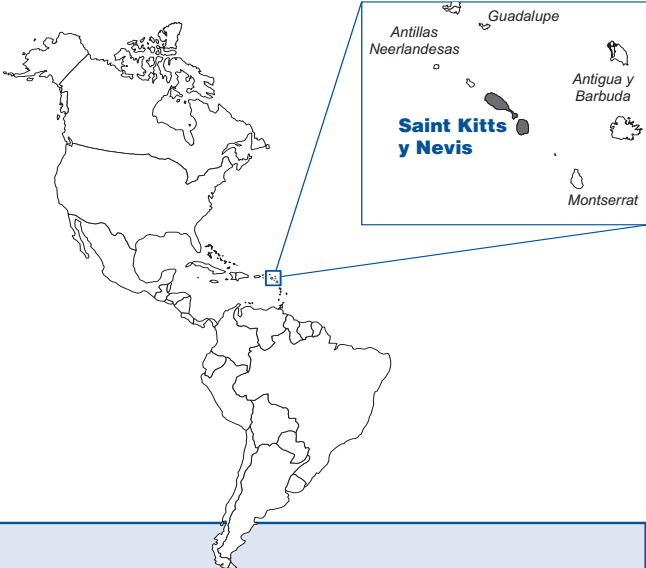 Guadalupe
Antillas
Neerlandesas
Antigua y
Barbuda
Saint Kitts
y Nevis
Montserrat